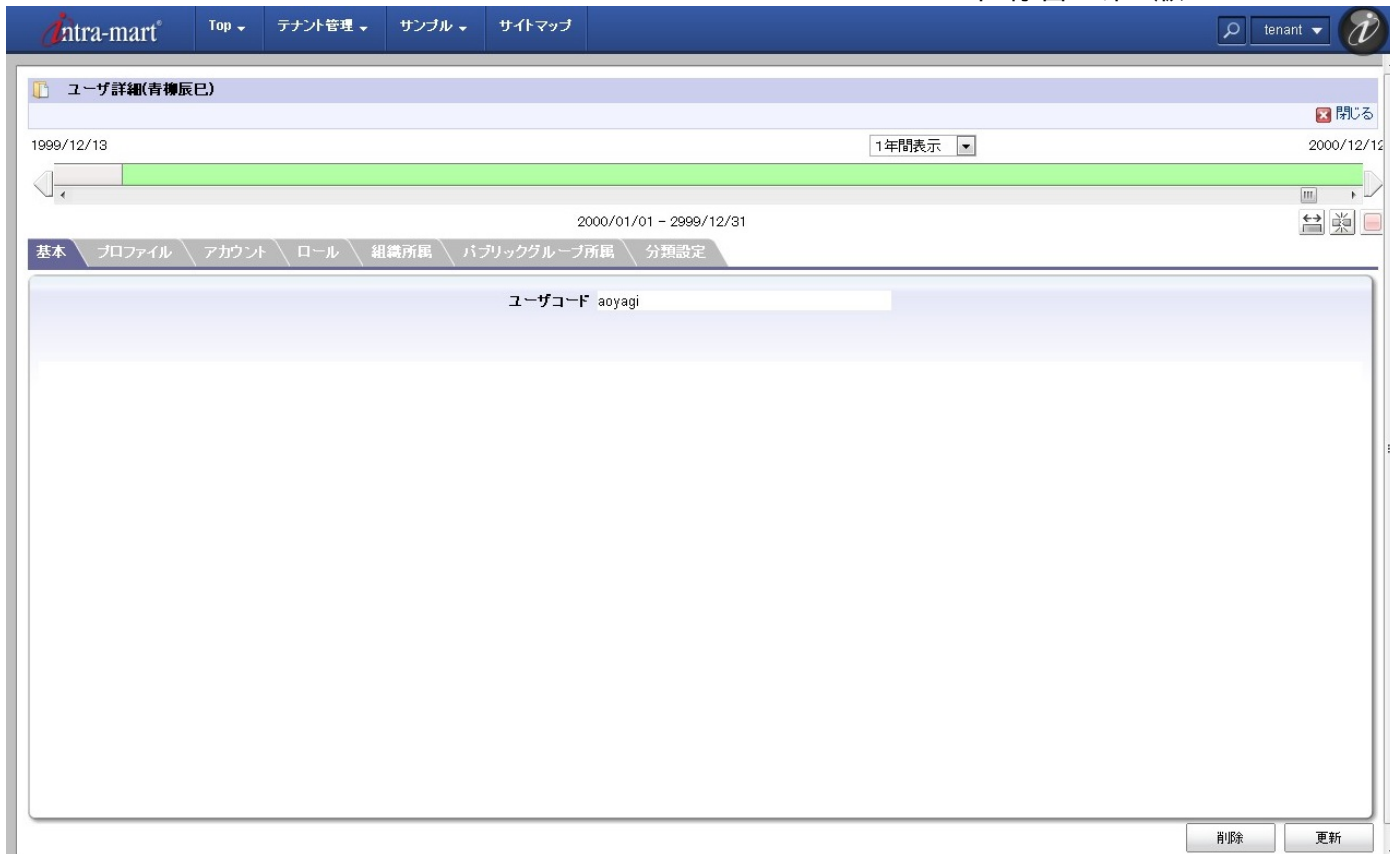 intra-mart® Top テナント管理 サンプル サイトマップ tenant
ユーザ詳細(青柳辰巳)
閉じる
1999/12/13 1年間表示 2000/12/12
2000/01/01 - 2999/12/31
基本 プロファイル アカウント ロール 組織所属 パブリックグループ所属 分類設定
ユーザコード aoyagi
削除 更新